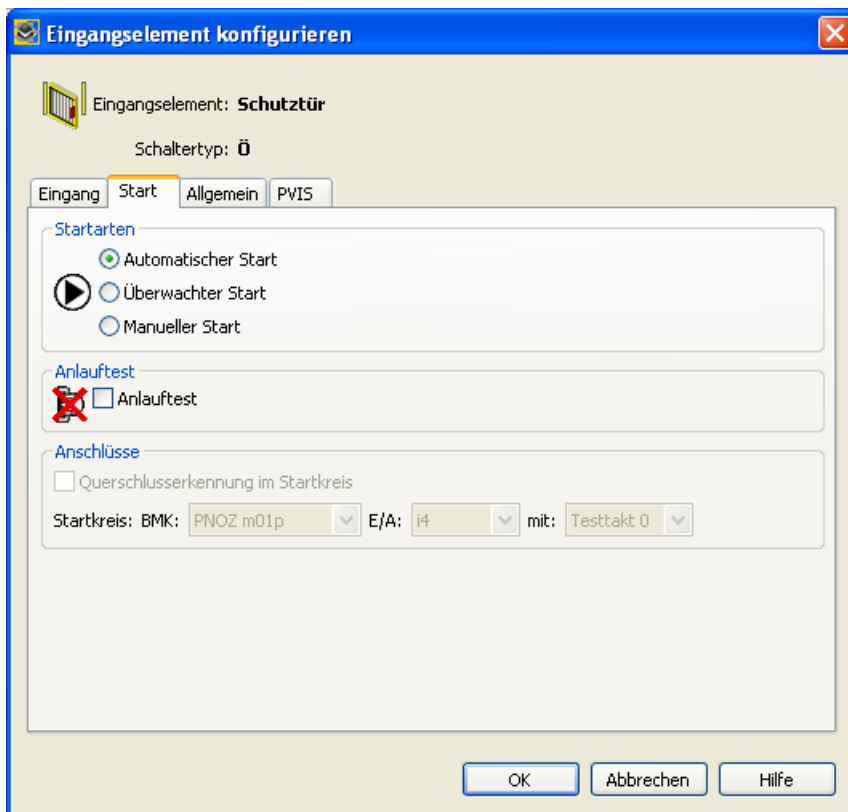 Eingangselement konfigurieren
Eingangselement: Schutztür
Schaltertyp: Ö
Eingang Start Allgemein PVIS
Startarten
Automatischer Start
Überwachter Start
Manueller Start
Anlauftest
Anlauftest
Anschlüsse
Querschlusserkennung im Startkreis
Startkreis: BMK: PNOZ m01p E/A: i4 mit: Testtakt 0
OK Abbrechen Hilfe